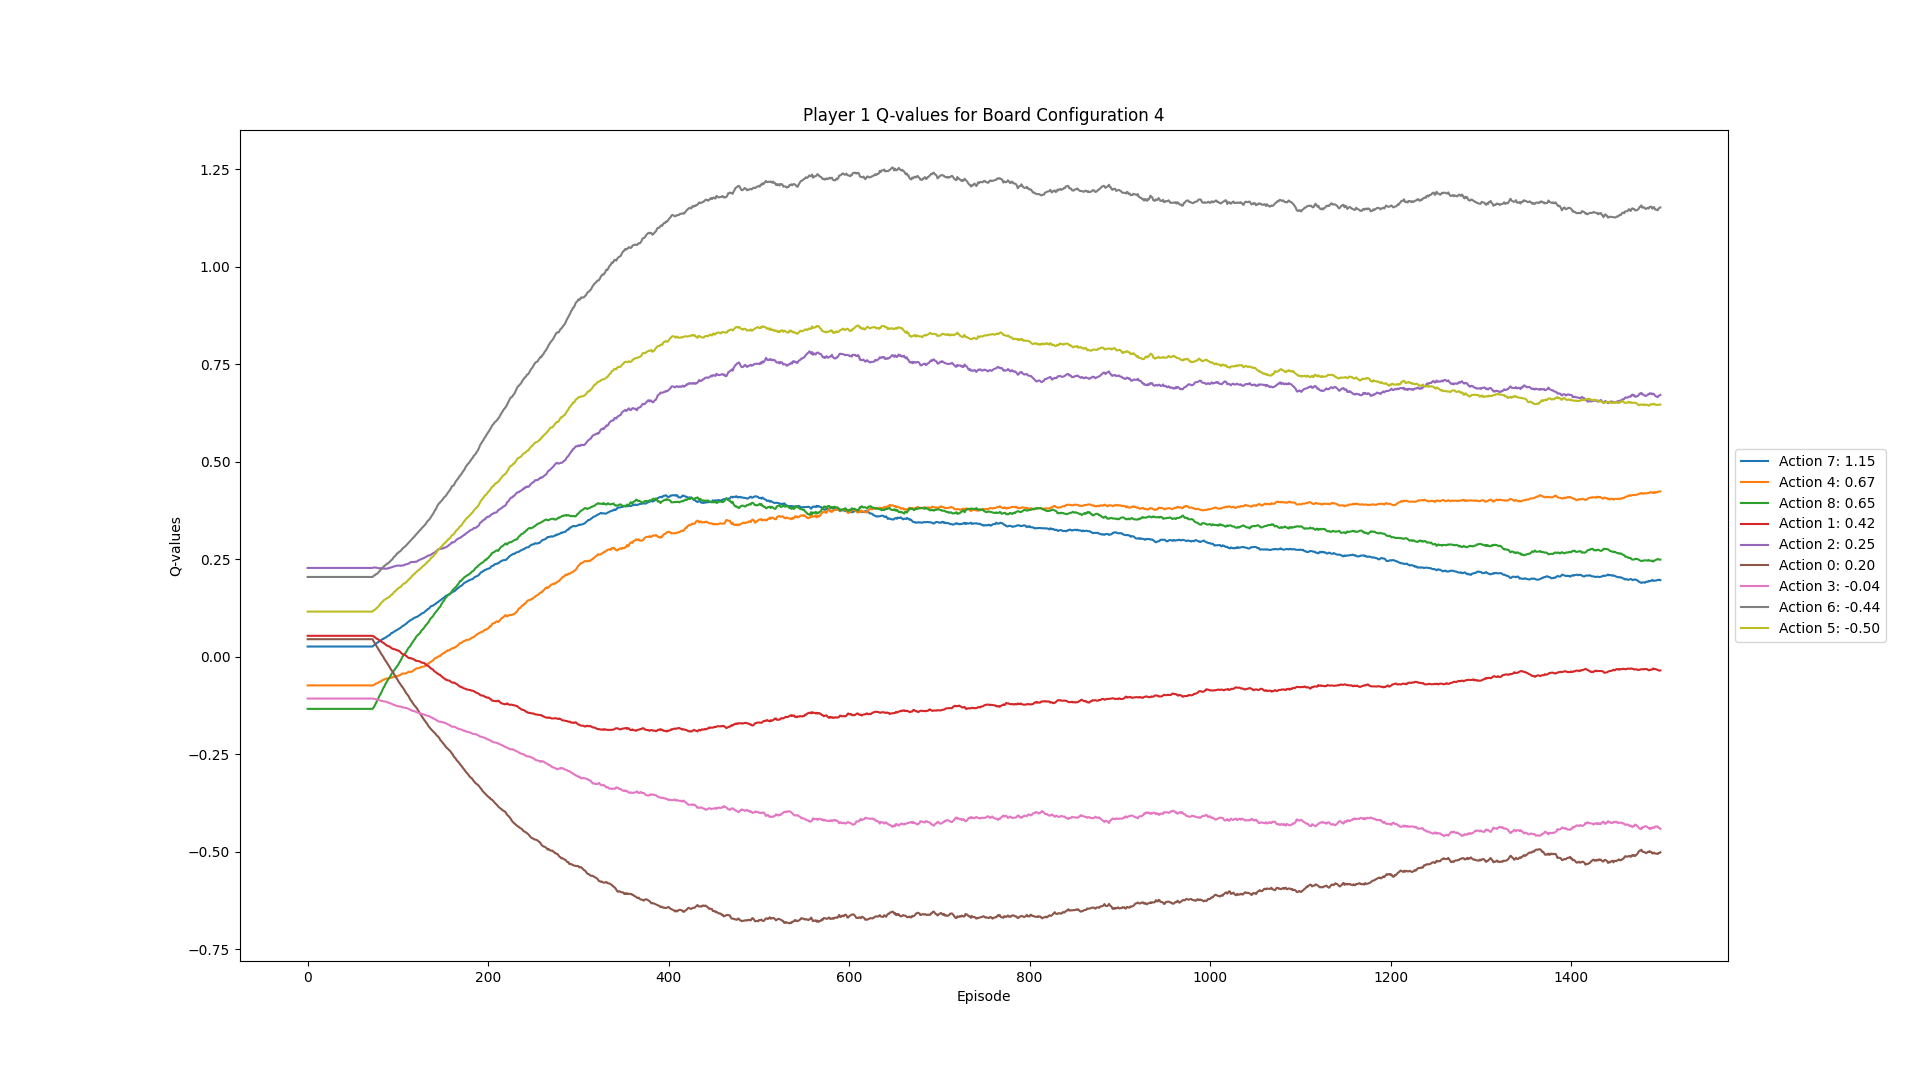 Player 1 Q-values for Board Configuration 4
1.25
1.00
0.75
0.50
0.25
0.00
−0.25
−0.50
−0.75
Q-values
0 200 400 600 800 1000 1200 1400
Episode
Action 7: 1.15
Action 4: 0.67
Action 8: 0.65
Action 1: 0.42
Action 2: 0.25
Action 0: 0.20
Action 3: -0.04
Action 6: -0.44
Action 5: -0.50